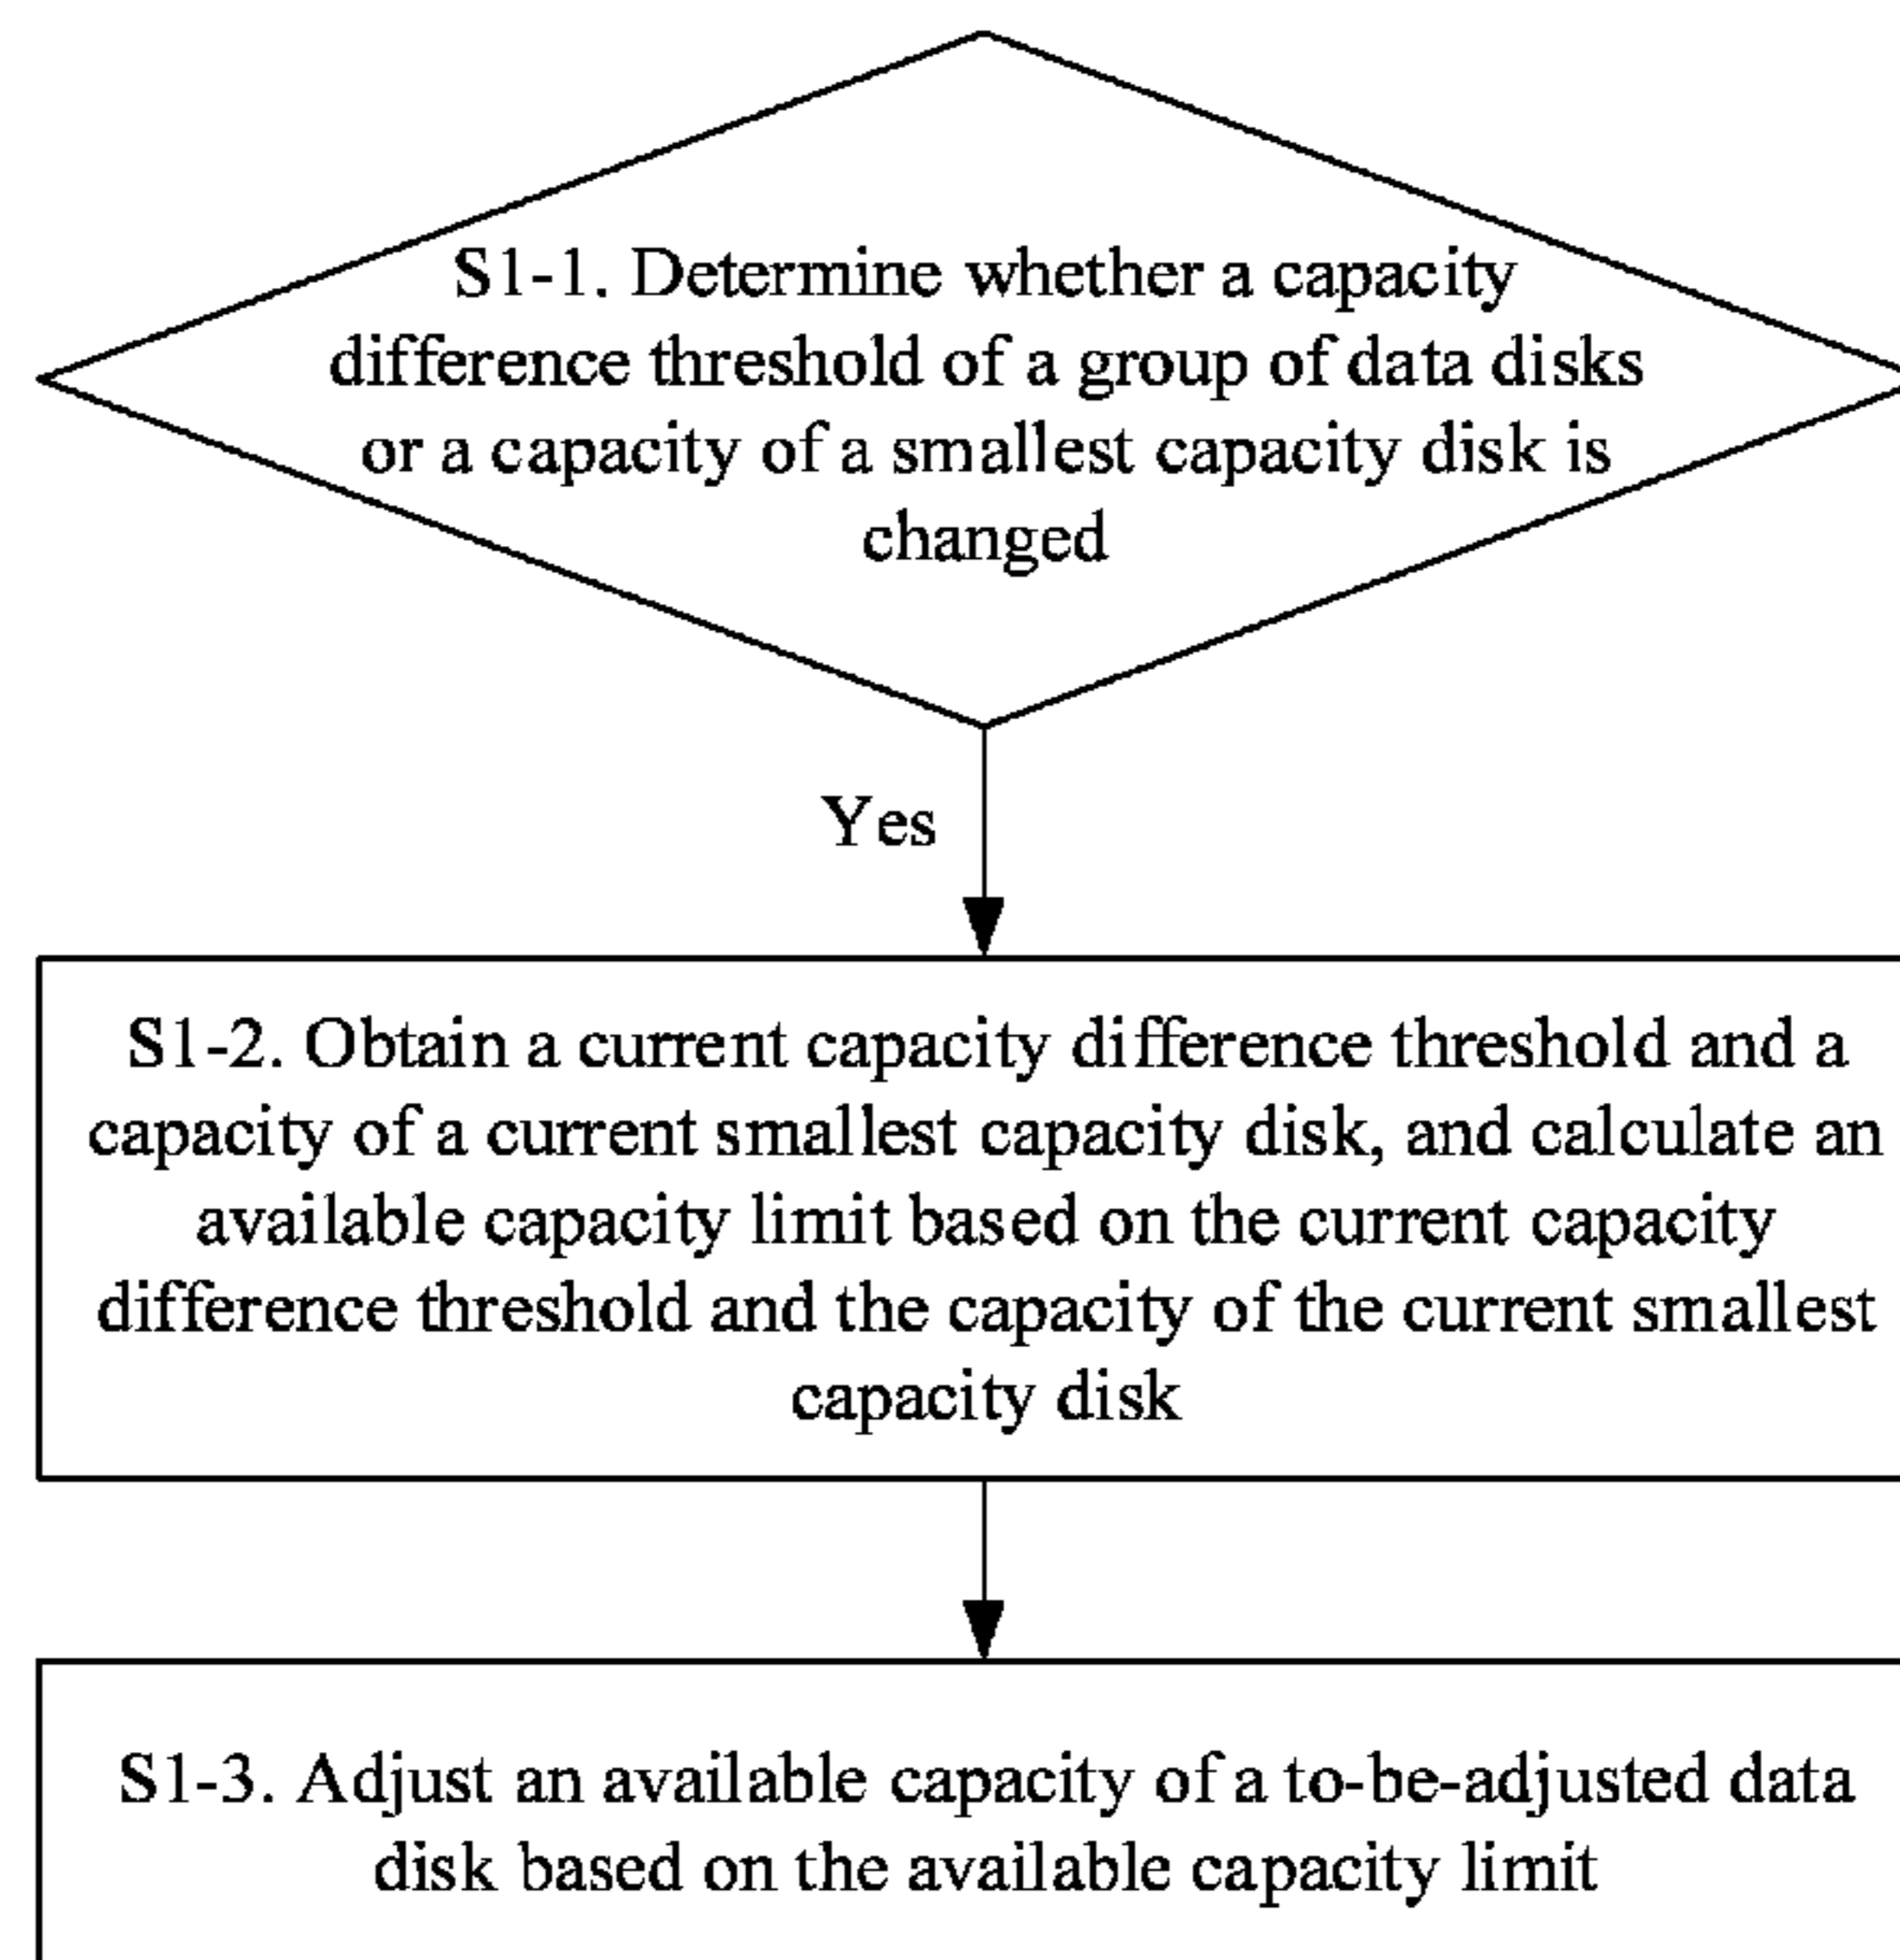 S1-1. Determine whether a capacity
difference threshold of a group of data disks
or a capacity of a smallest capacity disk is
changed
Yes
S1-2. Obtain a current capacity difference threshold and a
capacity of a current smallest capacity disk, and calculate an
available capacity limit based on the current capacity
difference threshold and the capacity of the current smallest
capacity disk
S1-3. Adjust an available capacity of a to-be-adjusted data
disk based on the available capacity limit